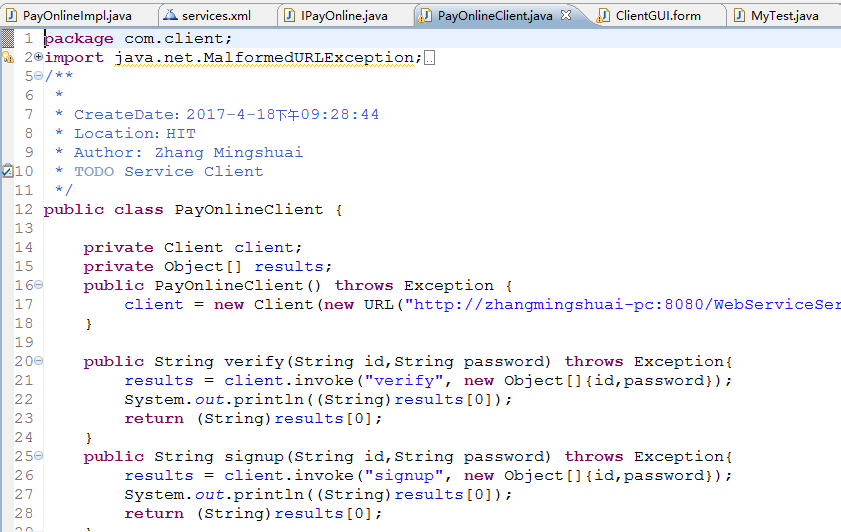 PayOnlineImpl.java services.xml IPayOnline.java PayOnlineClient.java ClientGUI.form MyTest.java
1 package com.client;
2 import java.net.MalformedURLException;
5 /**
6 *
7 * CreateDate：2017-4-18下午09:28:44
8 * Location：HIT
9 * Author: Zhang Mingshuai
10 * TODO Service Client
11 */
12 public class PayOnlineClient {
13
14 private Client client;
15 private Object[] results;
16 public PayOnlineClient() throws Exception {
17 client = new Client(new URL("http://zhangmingshuai-pc:8080/WebServiceSer
18 }
19
20 public String verify(String id,String password) throws Exception{
21 results = client.invoke("verify", new Object[]{id,password});
22 System.out.println((String)results[0]);
23 return (String)results[0];
24 }
25 public String signup(String id,String password) throws Exception{
26 results = client.invoke("signup", new Object[]{id,password});
27 System.out.println((String)results[0]);
28 return (String)results[0];